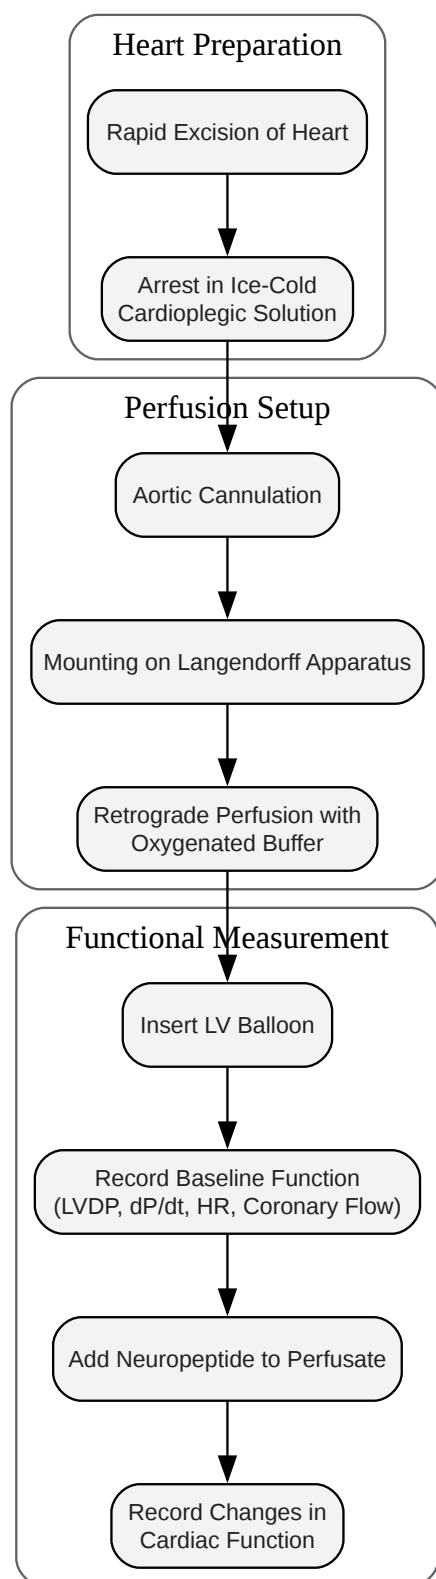 Heart Preparation
Rapid Excision of Heart
Arrest in Ice-Cold
Cardioplegic Solution
Perfusion Setup
Aortic Cannulation
Mounting on Langendorff Apparatus
Retrograde Perfusion with
Oxygenated Buffer
Functional Measurement
Insert LV Balloon
Record Baseline Function
(LVDP, dP/dt, HR, Coronary Flow)
Add Neuropeptide to Perfusate
Record Changes in
Cardiac Function